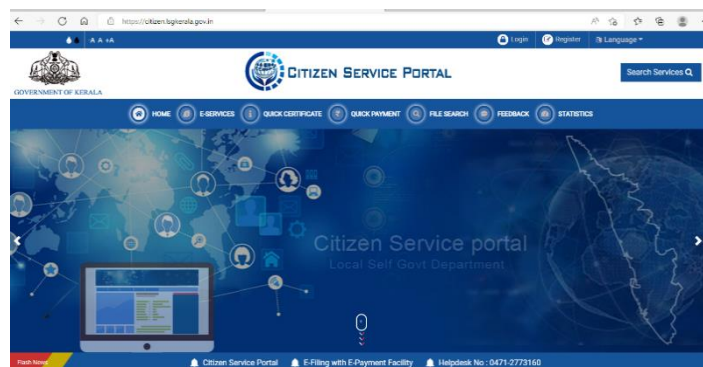 https://citizen.lsgkerala.gov.in
A A +A
Login
Register
Language
GOVERNMENT OF KERALA
CITIZEN SERVICE PORTAL
Search Services
HOME
E-SERVICES
QUICK CERTIFICATE
QUICK PAYMENT
FILE SEARCH
FEEDBACK
STATISTICS
Citizen Service portal
Local Self Govt Department
Flash News
Citizen Service Portal
E-Filing with E-Payment Facility
Helpdesk No : 0471-2773160